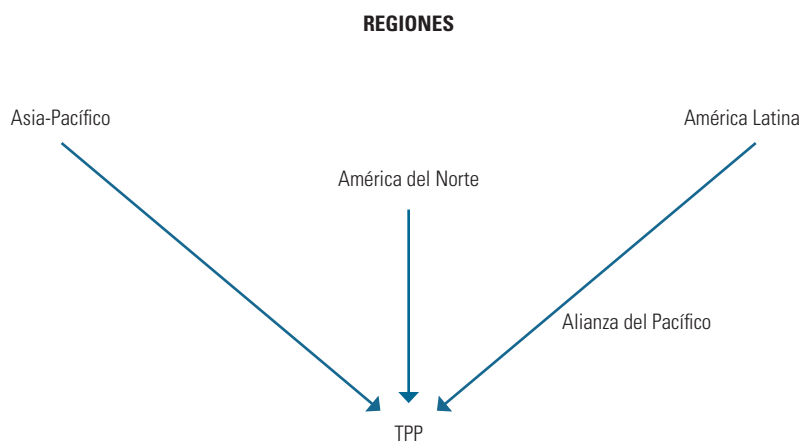 REGIONES
Asia-Pacífico
América Latina
América del Norte
Alianza del Pacífico
TPP